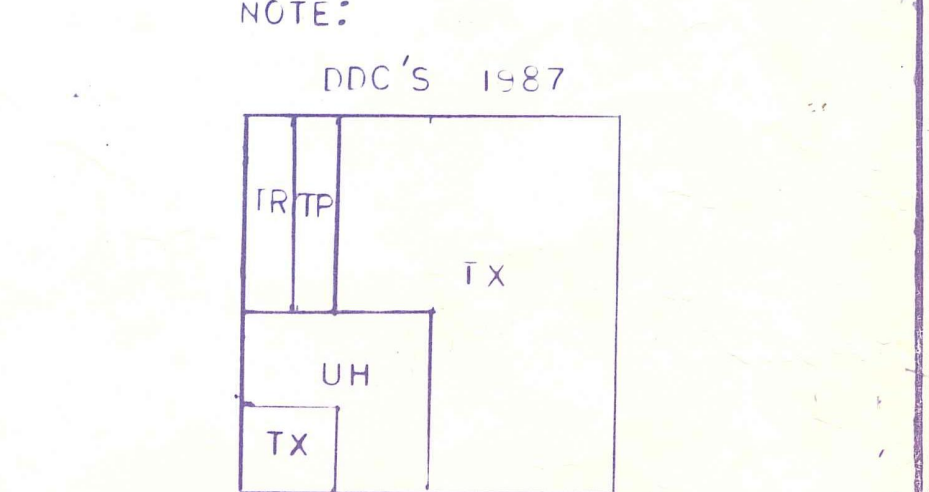 NOTE:
DDC'S 1987
TR TP
TX
UH
TX